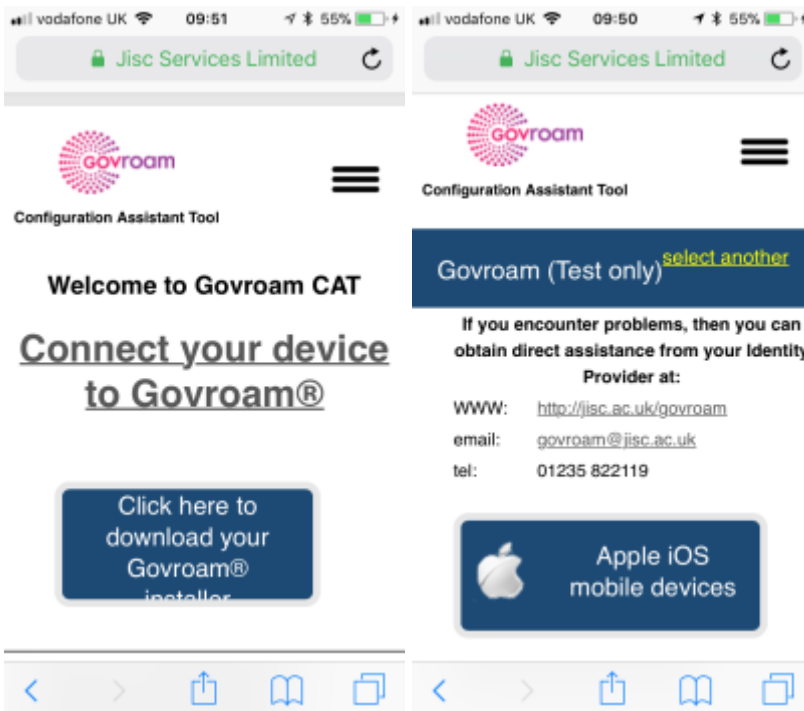 vodafone UK 09:51 55%
Jisc Services Limited
Govroam
Configuration Assistant Tool
Welcome to Govroam CAT
Connect your device
to Govroam®
Click here to
download your
Govroam®
installer
vodafone UK 09:50 55%
Jisc Services Limited
Govroam
Configuration Assistant Tool
Govroam (Test only) select another
If you encounter problems, then you can
obtain direct assistance from your Identity
Provider at:
WWW: http://jisc.ac.uk/govroam
email: govroam@jisc.ac.uk
tel: 01235 822119
Apple iOS
mobile devices